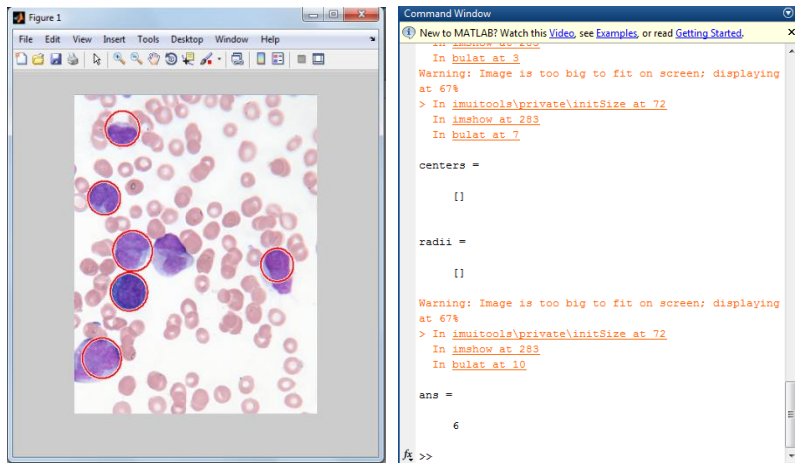 Figure 1
File Edit View Insert Tools Desktop Window Help
Command Window
New to MATLAB? Watch this Video, see Examples, or read Getting Started.
In imshow at 283
In bulat at 3
Warning: Image is too big to fit on screen; displaying
at 67%
> In imuitools\private\initSize at 72
In imshow at 283
In bulat at 7
centers =
[]
radii =
[]
Warning: Image is too big to fit on screen; displaying
at 67%
> In imuitools\private\initSize at 72
In imshow at 283
In bulat at 10
ans =
6
fx >>